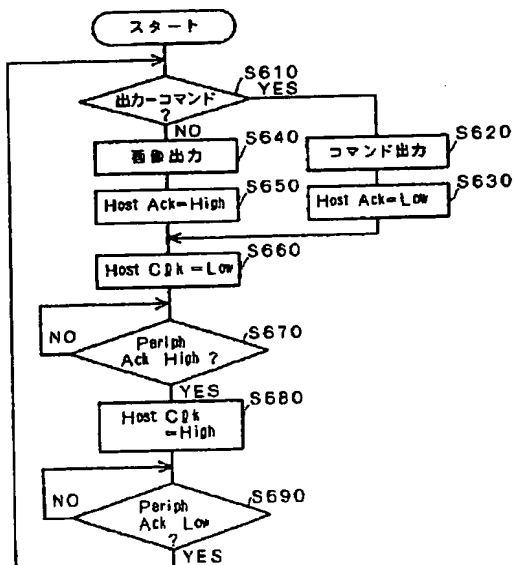 スタート
S610
出力=コマンド
?
YES
NO
S640
画像出力
S620
コマンド出力
S650
Host Ack=High
S630
Host Ack=Low
S660
Host Clk=Low
S670
Periph
Ack High ?
NO
YES
S680
Host Clk
=High
S690
Periph
Ack Low
?
NO
YES